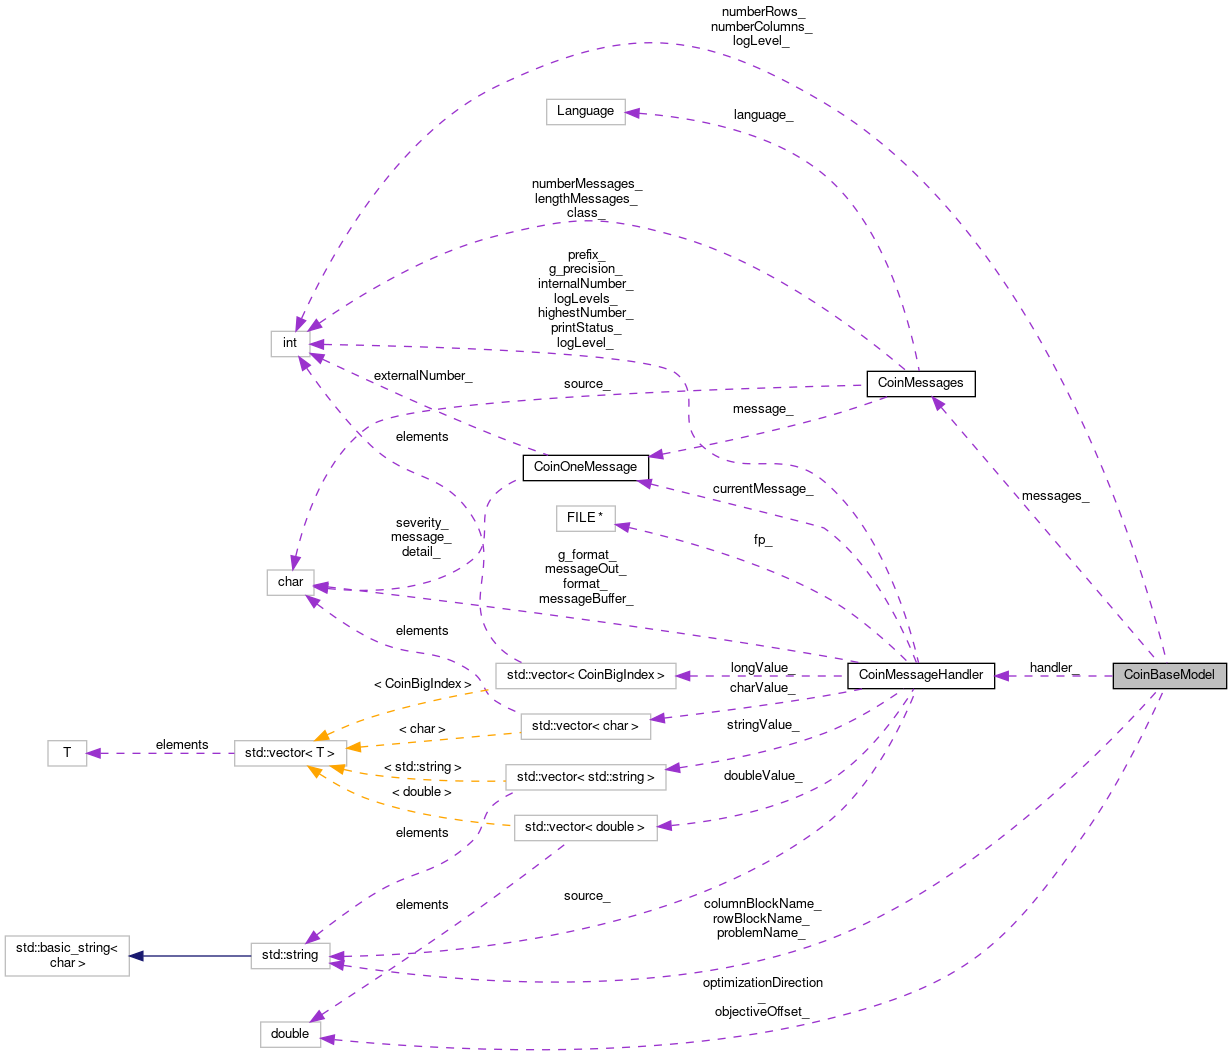 numberRows_
numberColumns_
logLevel_
Language
language_
numberMessages_
lengthMessages_
class_
prefix_
g_precision_
internalNumber_
logLevels_
highestNumber_
printStatus_
logLevel_
int
externalNumber_
source_
CoinMessages
message_
elements
CoinOneMessage
currentMessage_
messages_
FILE *
severity_
message_
detail_
fp_
g_format_
messageOut_
format_
messageBuffer_
char
elements
std::vector< CoinBigIndex >
longValue_
CoinMessageHandler
handler_
CoinBaseModel
< CoinBigIndex >
charValue_
std::vector< char >
< char >
stringValue_
T
elements
std::vector< T >
< std::string >
std::vector< std::string >
doubleValue_
< double >
std::vector< double >
elements
source_
elements
columnBlockName_
rowBlockName_
problemName_
std::basic_string<
char >
std::string
optimizationDirection
_
objectiveOffset_
double